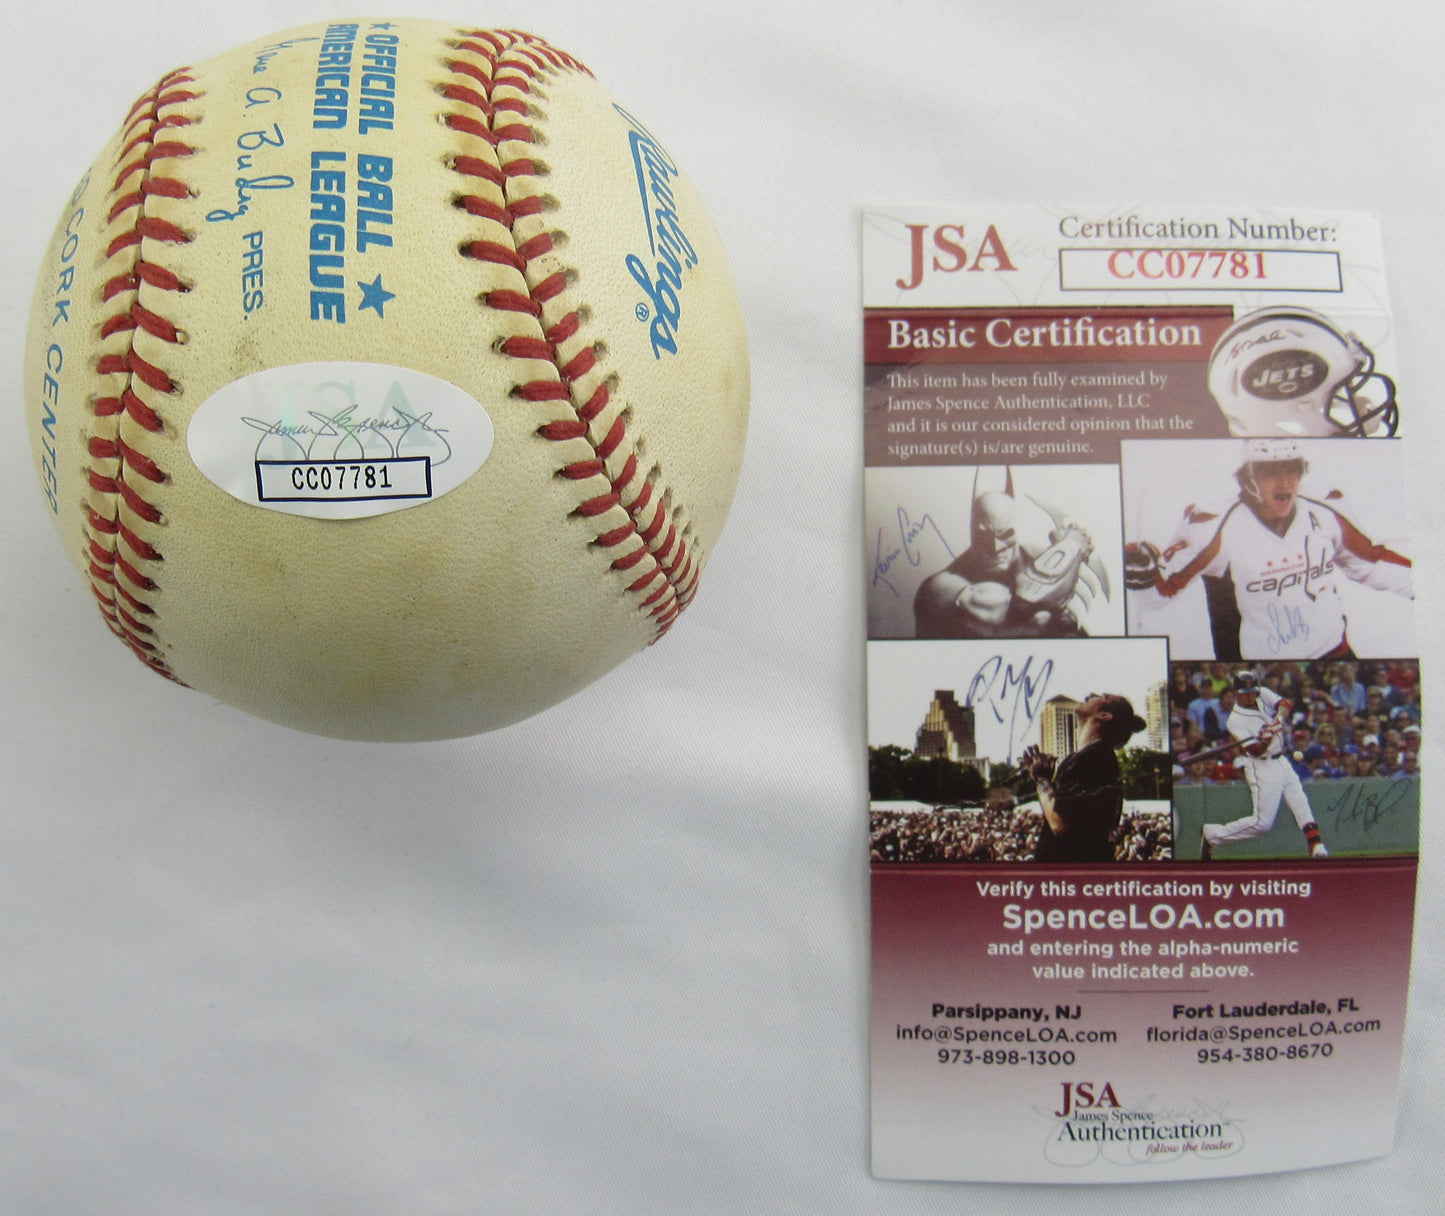 ★ OFFICIAL BALL ★
AMERICAN LEAGUE
PRES.
CORK CENTER
Rawlings®
CC07781
JSA
Certification Number:
CC07781
Basic Certification
This item has been fully examined by
James Spence Authentication, LLC
and it is our considered opinion that the
signature(s) is/are genuine.
JETS
capitals
A
Verify this certification by visiting
SpenceLOA.com
and entering the alpha-numeric
value indicated above.
Parsippany, NJ
info@SpenceLOA.com
973-898-1300
Fort Lauderdale, FL
florida@SpenceLOA.com
954-380-8670
JSA
James Spence
Authentication™
follow the leader